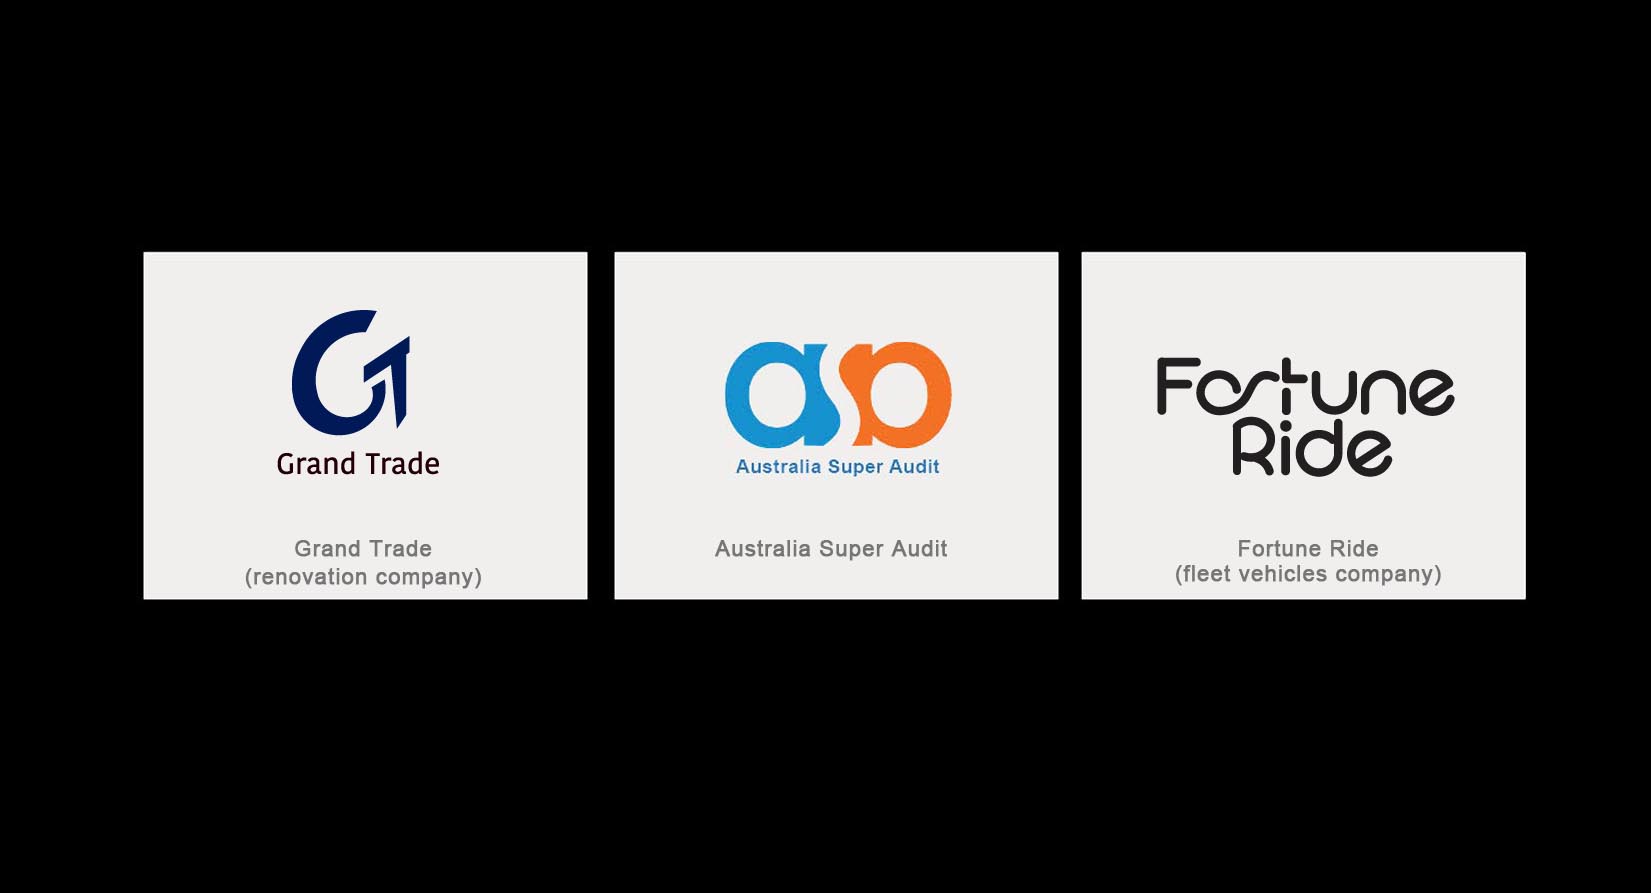 Grand Trade
Grand Trade
(renovation company)
Australia Super Audit
Australia Super Audit
Fortune
Ride
Fortune Ride
(fleet vehicles company)